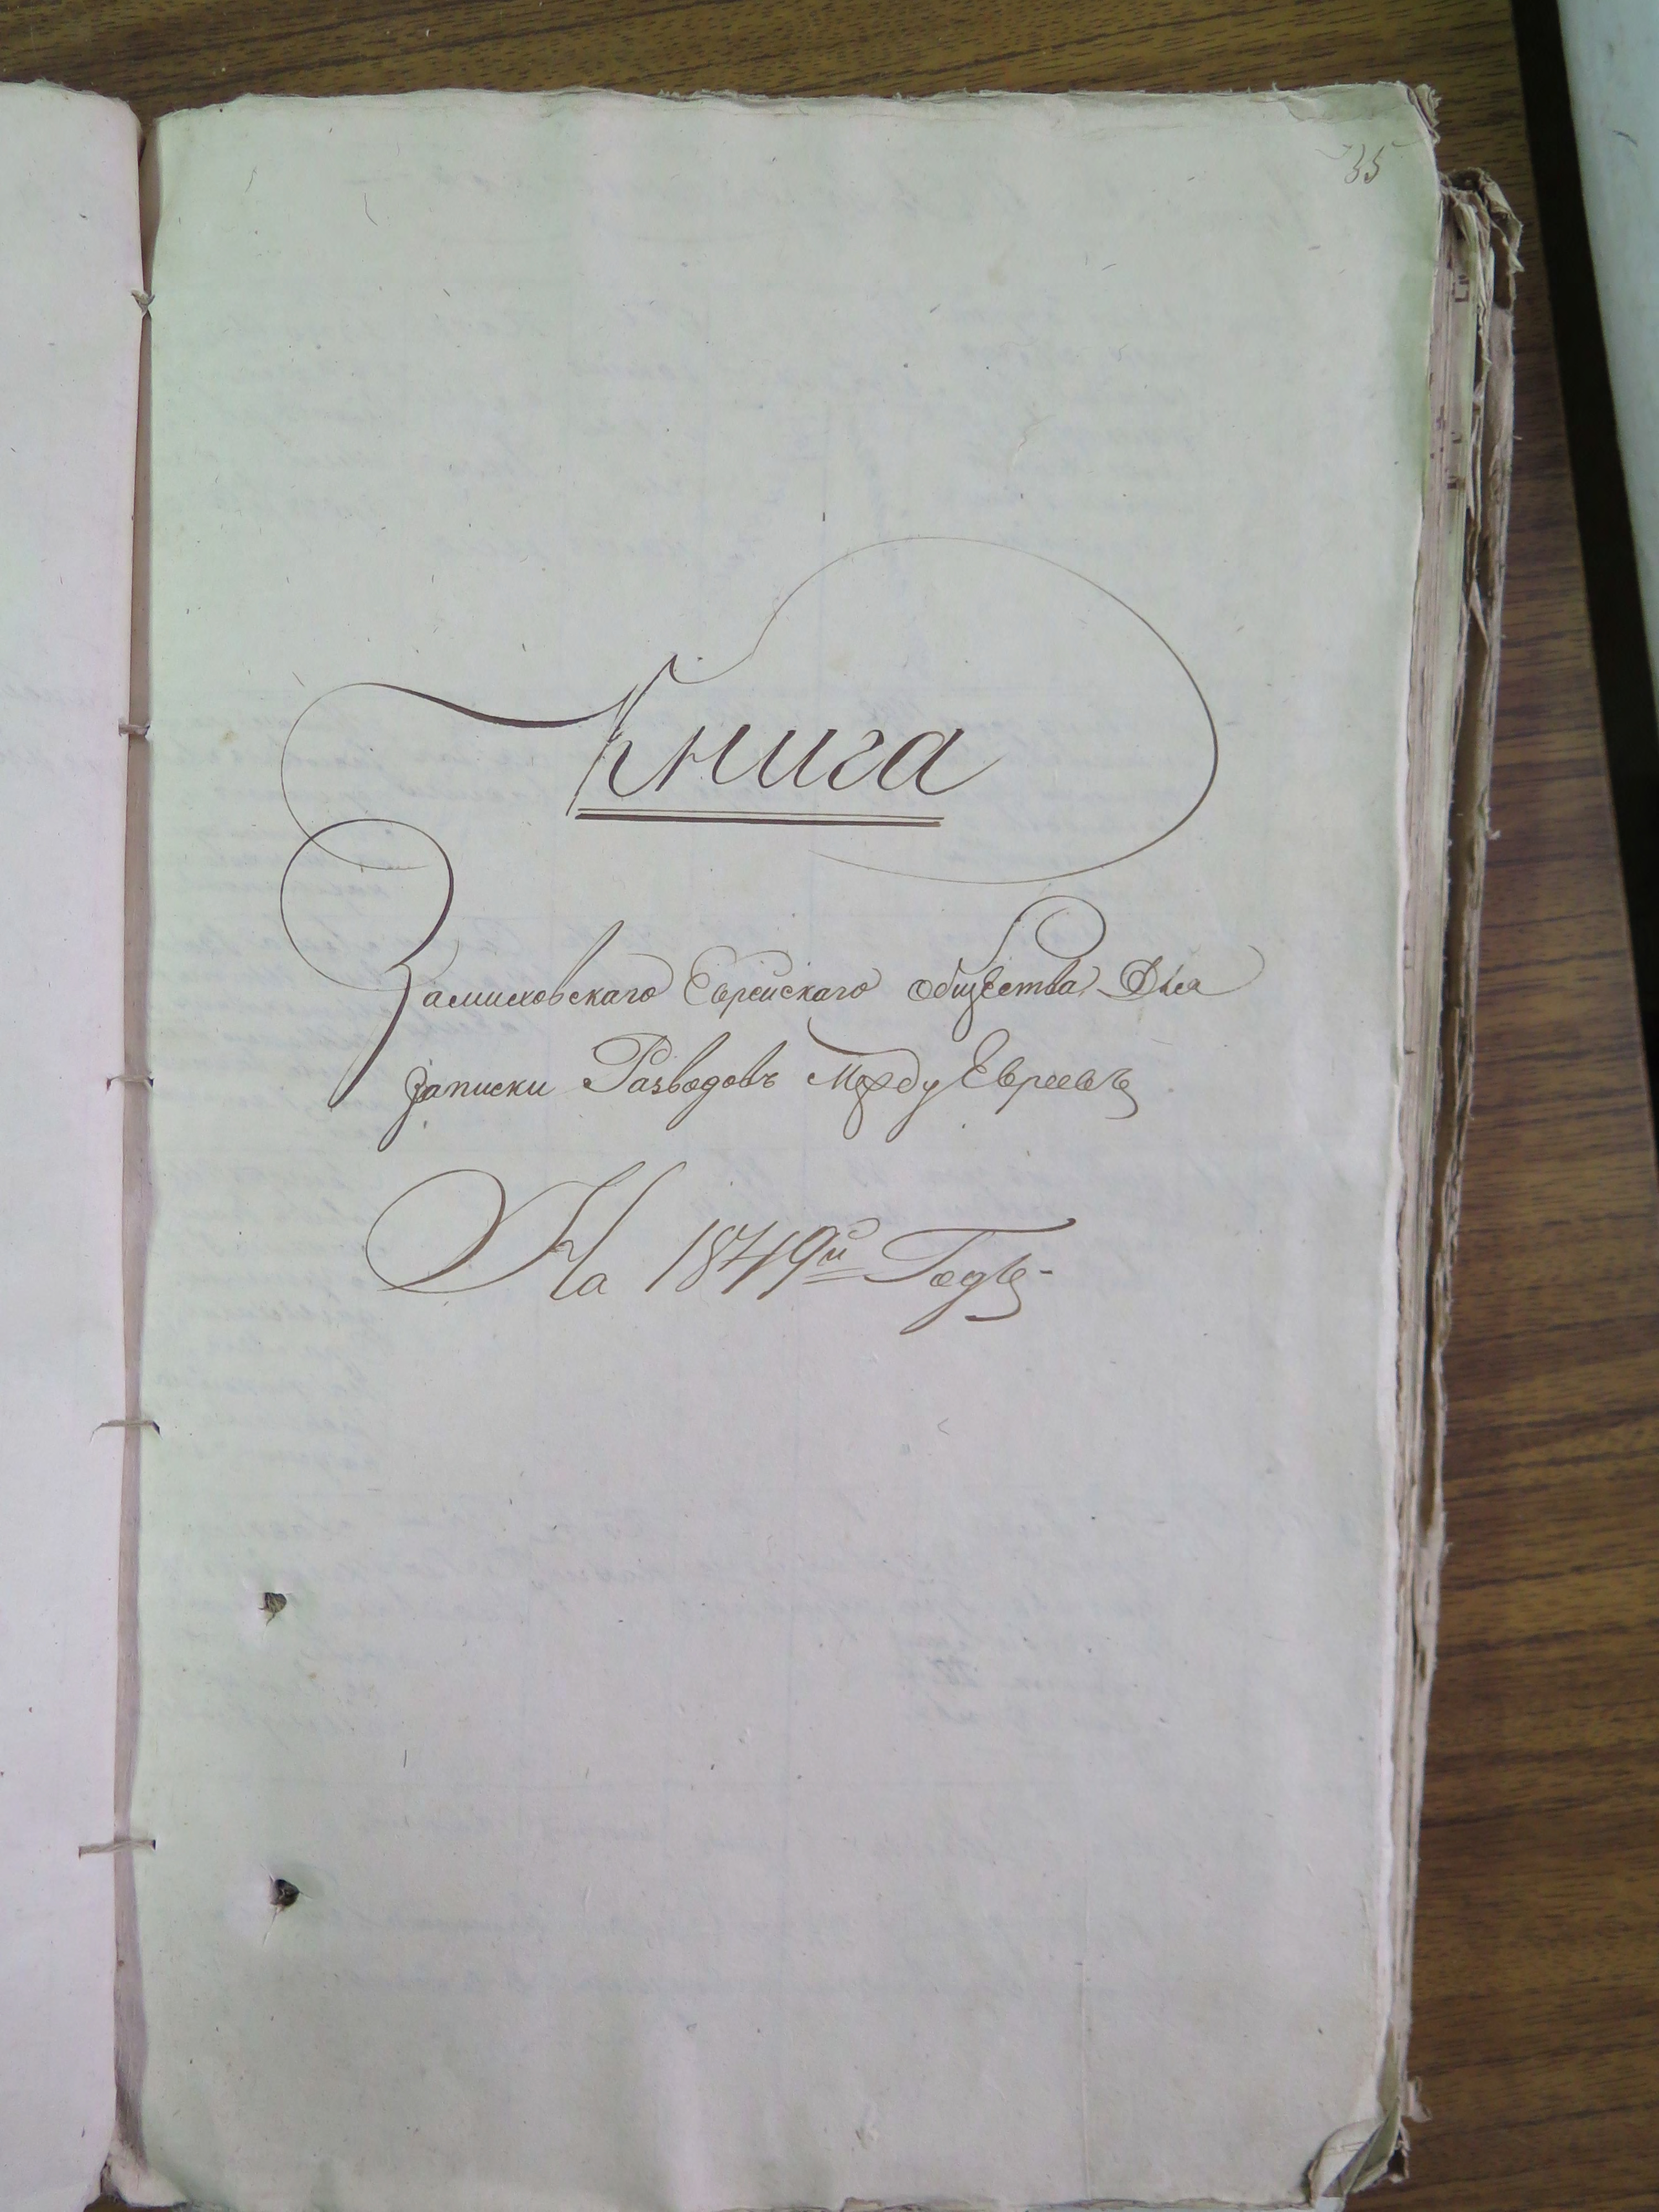 35
Книга
Замиховскаго Еврейскаго общества Для
записки Разводовъ Между Евреевъ
На 1849й Годъ